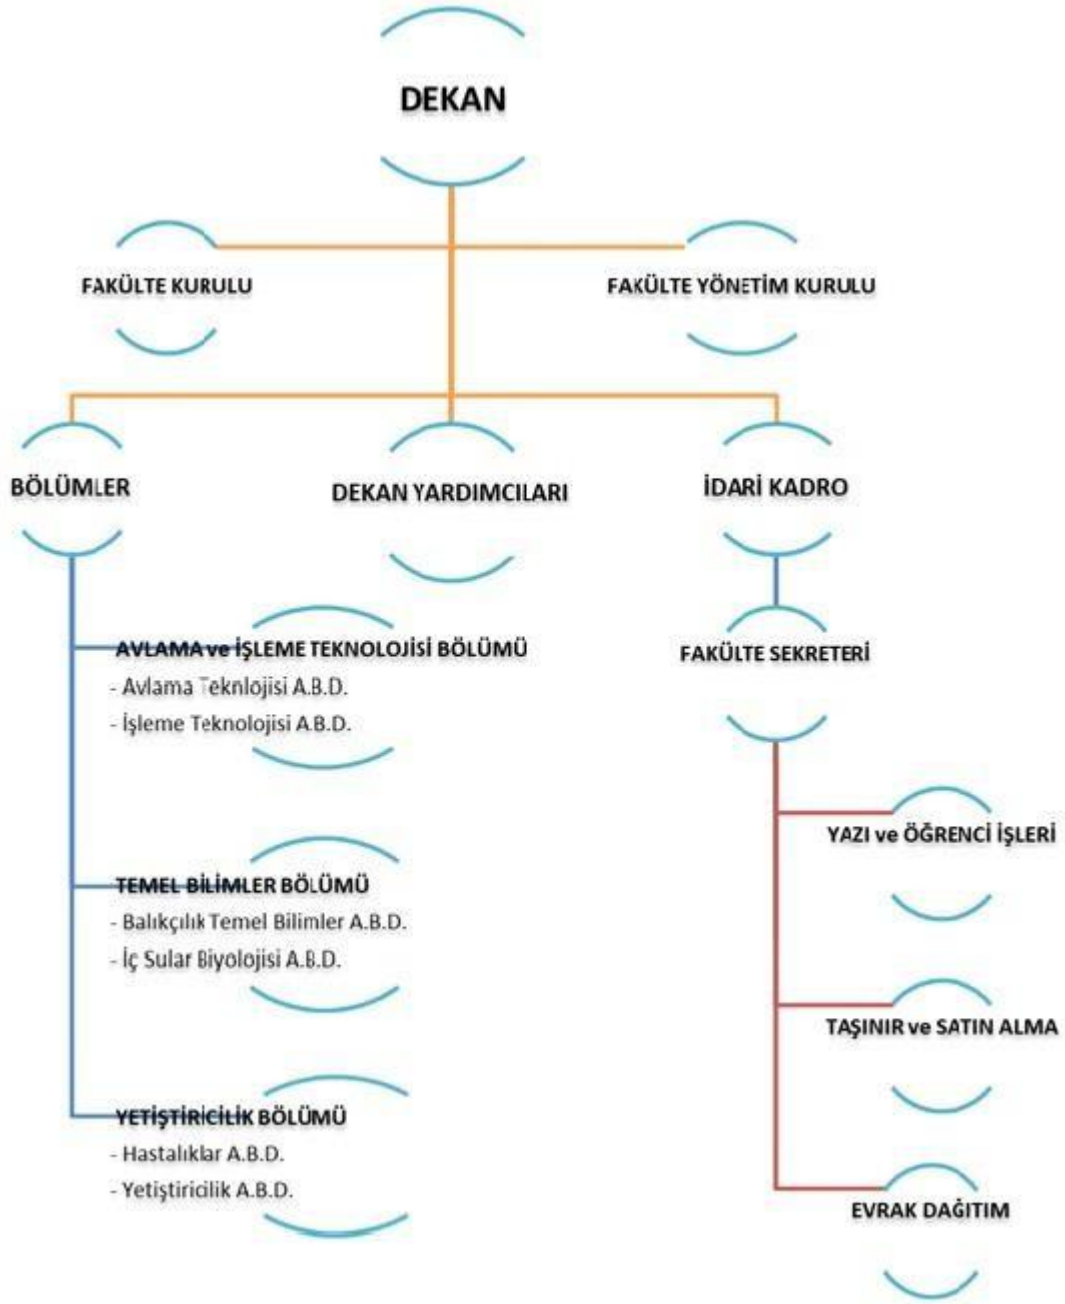 DEKAN
FAKÜLTE KURULU
FAKÜLTE YÖNETİM KURULU
BÖLÜMLER
DEKAN YARDIMCILARI
İDARİ KADRO
AVLAMA ve İŞLEME TEKNOLOJİSİ BÖLÜMÜ
- Avlama Teknlojisi A.B.D.
- İşleme Teknolojisi A.B.D.
FAKÜLTE SEKRETERİ
YAZI ve ÖĞRENCİ İŞLERİ
TEMEL BİLİMLER BÖLÜMÜ
- Balıkçılık Temel Bilimler A.B.D.
- İç Sular Biyolojisi A.B.D.
TAŞINIR ve SATIN ALMA
YETİŞTİRİCİLİK BÖLÜMÜ
- Hastalıklar A.B.D.
- Yetiştiricilik A.B.D.
EVRAK DAĞITIM